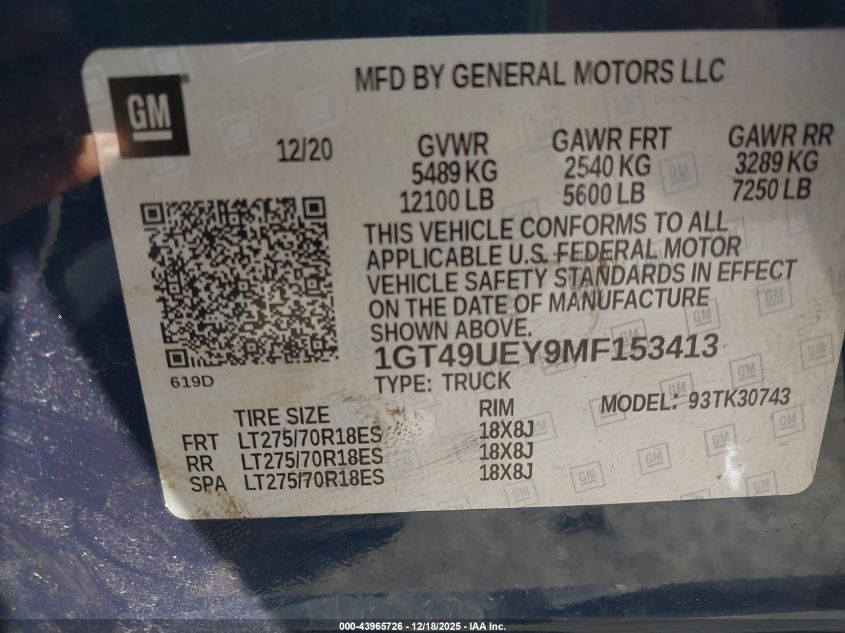 MFD BY GENERAL MOTORS LLC
GM
12/20
GVWR GAWR FRT GAWR RR
5489 KG 2540 KG 3289 KG
12100 LB 5600 LB 7250 LB
THIS VEHICLE CONFORMS TO ALL
APPLICABLE U.S. FEDERAL MOTOR
VEHICLE SAFETY STANDARDS IN EFFECT
ON THE DATE OF MANUFACTURE
SHOWN ABOVE.
1GT49UEY9MF153413
619D
TYPE: TRUCK
TIRE SIZE RIM MODEL: 93TK30743
FRT LT275/70R18ES 18X8J
RR LT275/70R18ES 18X8J
SPA LT275/70R18ES 18X8J
000-43965726 - 12/18/2025 - IAA Inc.